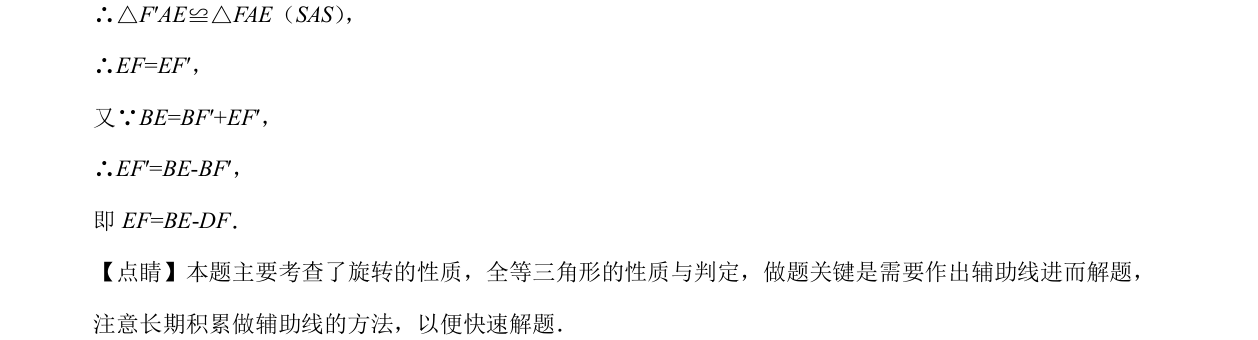 ∴△F′AE≌△FAE（SAS），
∴EF=EF′，
又∵BE=BF′+EF′，
∴EF′=BE-BF′，
即 EF=BE-DF．
【点睛】本题主要考查了旋转的性质，全等三角形的性质与判定，做题关键是需要作出辅助线进而解题，
注意长期积累做辅助线的方法，以便快速解题．